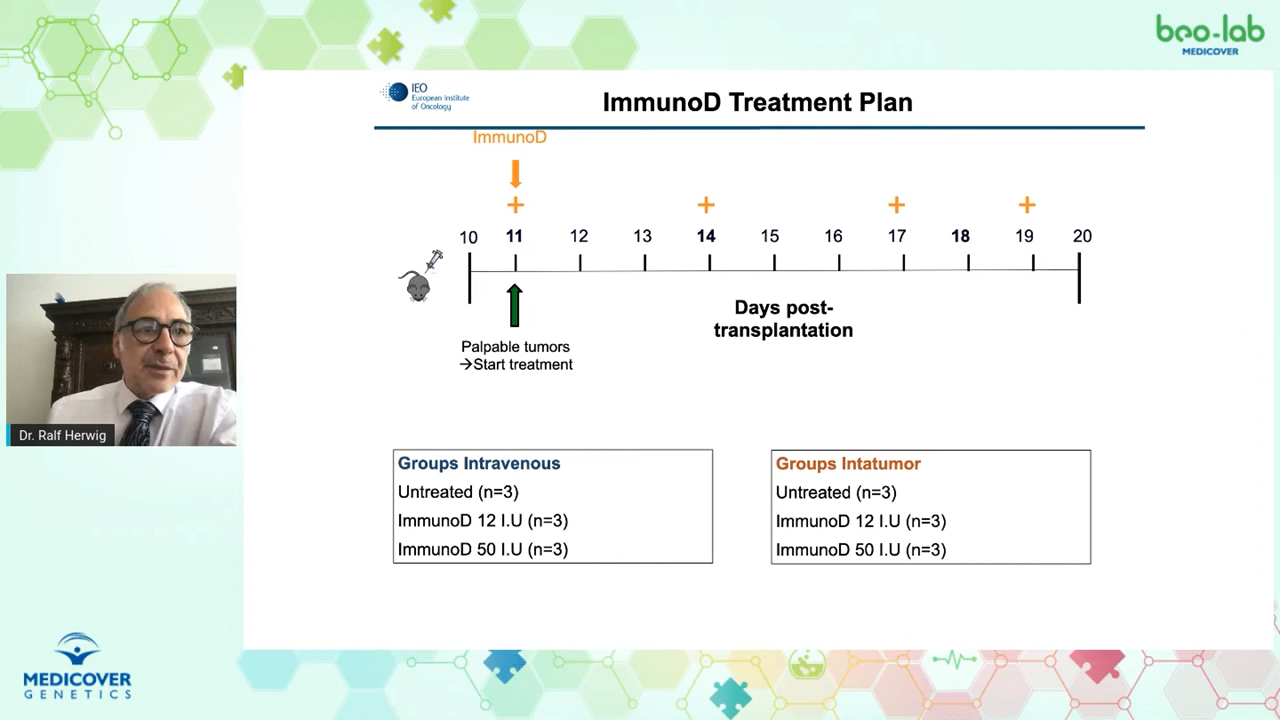 beo-lab
MEDICOVER
IEO
European institute
of Oncology
ImmunoD Treatment Plan
ImmunoD
+ + + +
10 11 12 13 14 15 16 17 18 19 20
Days post-
transplantation
Palpable tumors
→Start treatment
Dr. Ralf Herwig
Groups Intravenous
Untreated (n=3)
ImmunoD 12 I.U (n=3)
ImmunoD 50 I.U (n=3)
Groups Intatumor
Untreated (n=3)
ImmunoD 12 I.U (n=3)
ImmunoD 50 I.U (n=3)
MEDICOVER
GENETICS